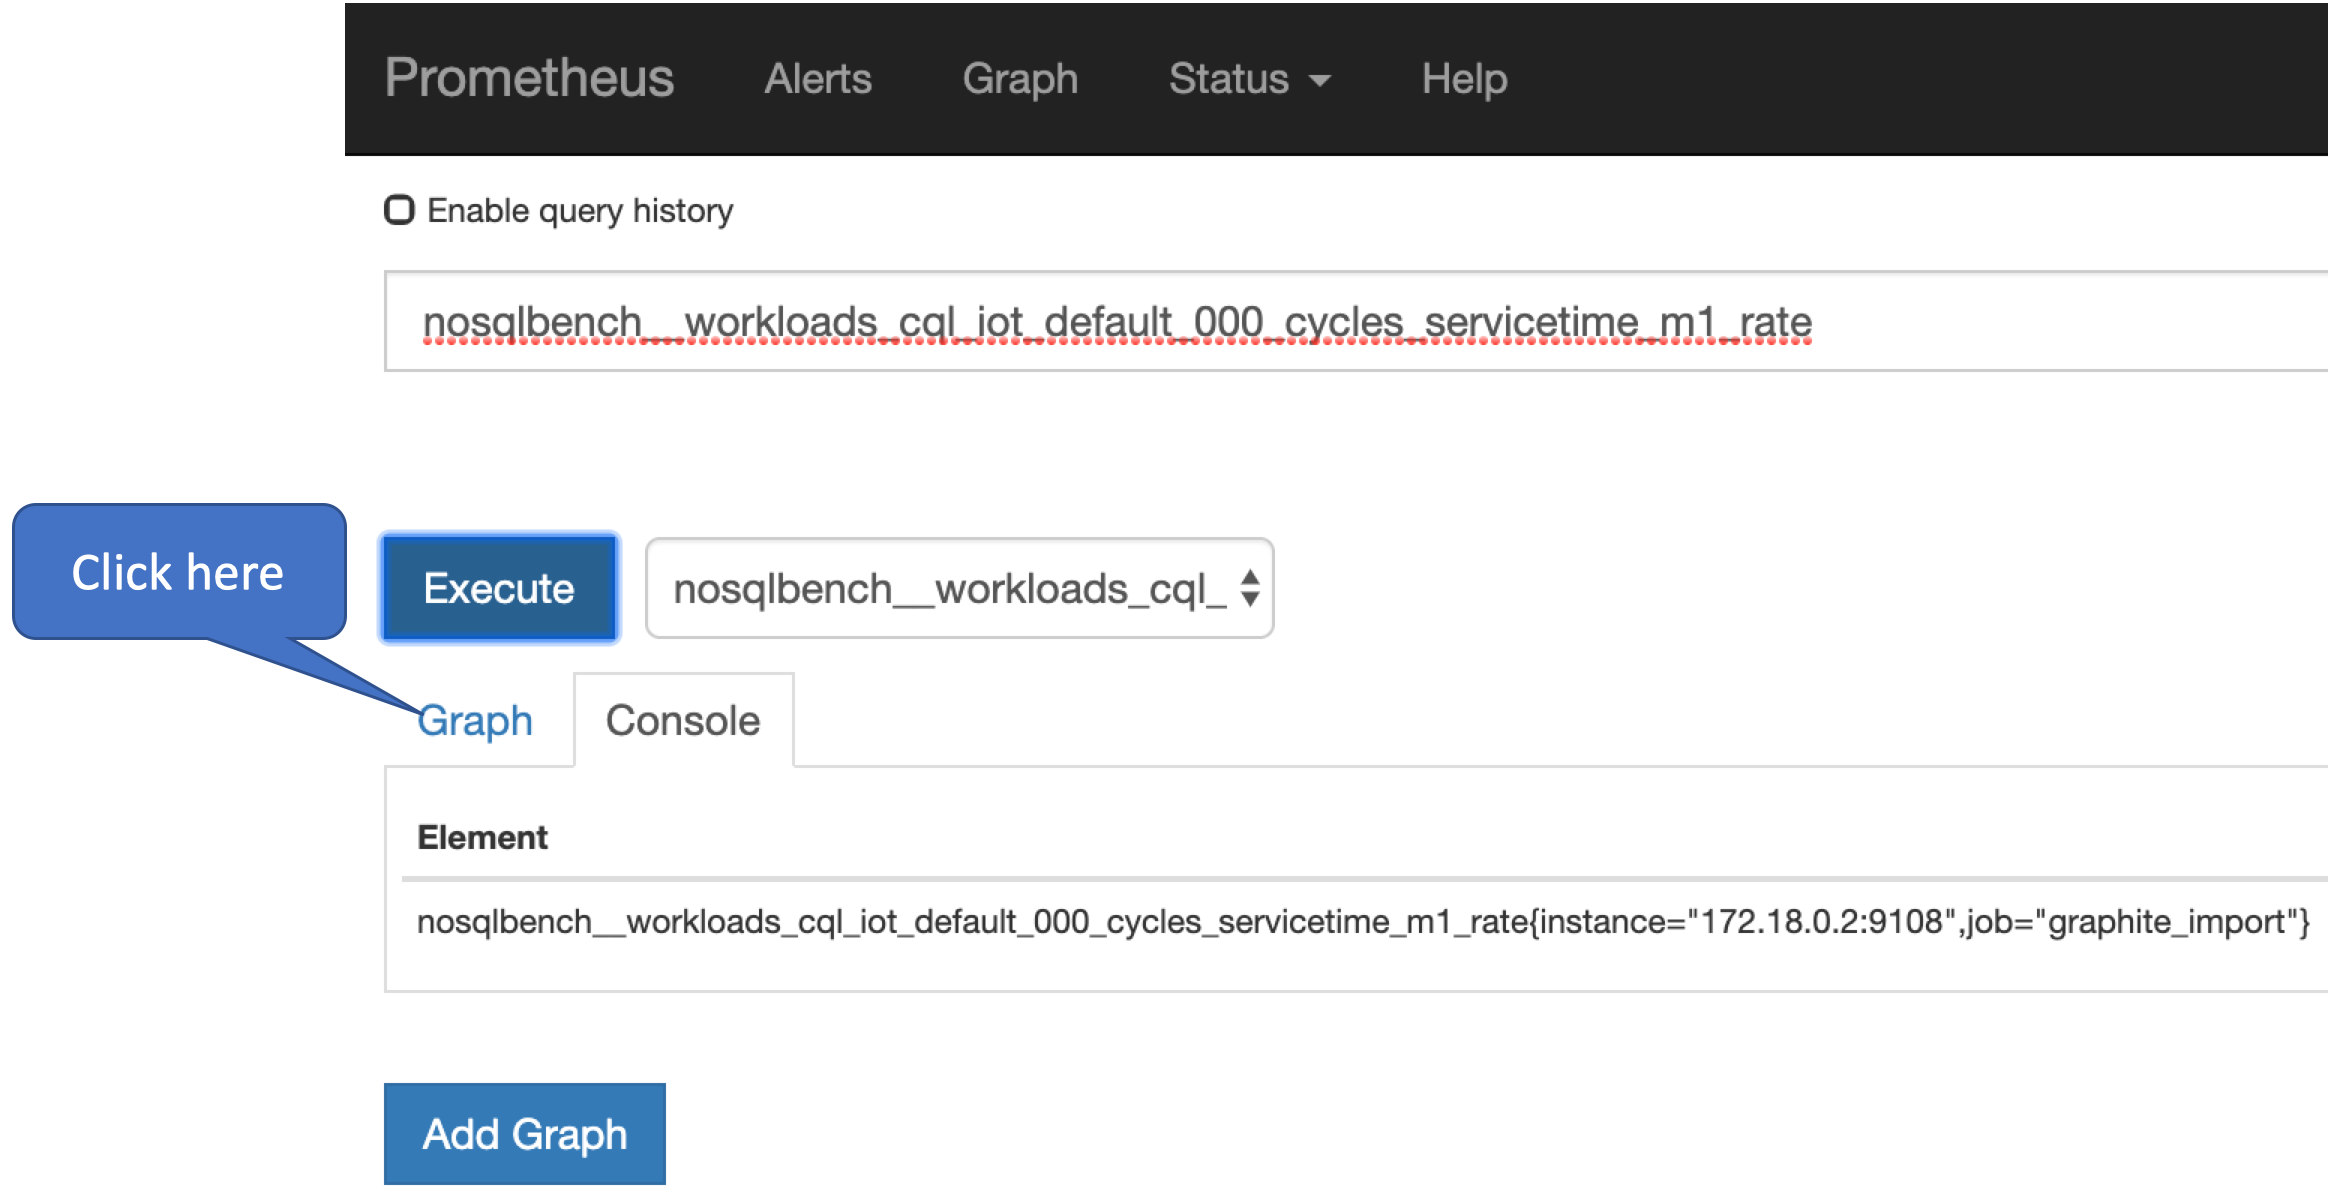 Prometheus Alerts Graph Status Help
Enable query history
nosqlbench__workloads_cql_iot_default_000_cycles_servicetime_m1_rate
Click here
Execute nosqlbench__workloads_cql_
Graph Console
Element
nosqlbench__workloads_cql_iot_default_000_cycles_servicetime_m1_rate{instance="172.18.0.2:9108",job="graphite_import"}
Add Graph